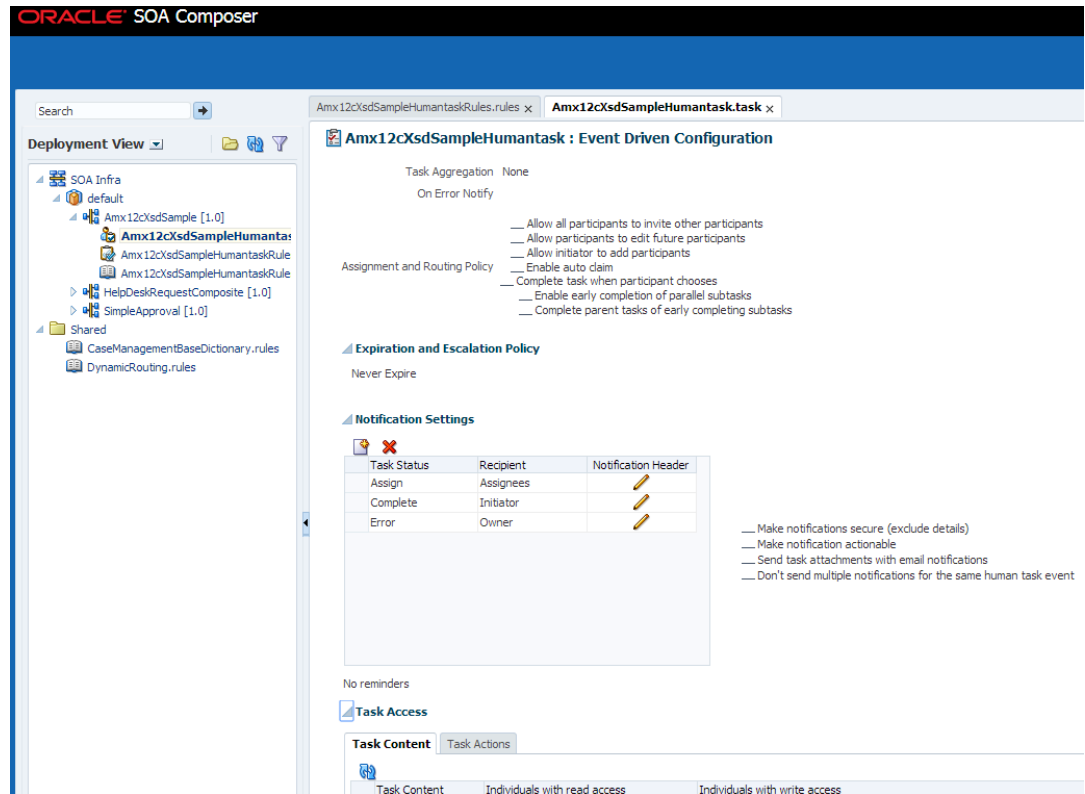 ORACLE SOA Composer
Search
Deployment View
SOA Infra
default
Amx12cXsdSample [1.0]
Amx12cXsdSampleHumantas
Amx12cXsdSampleHumantaskRule
Amx12cXsdSampleHumantaskRule
HelpDeskRequestComposite [1.0]
SimpleApproval [1.0]
Shared
CaseManagementBaseDictionary.rules
DynamicRouting.rules
Amx12cXsdSampleHumantaskRules.rules x Amx12cXsdSampleHumantask.task x
Amx12cXsdSampleHumantask : Event Driven Configuration
Task Aggregation None
On Error Notify
Assignment and Routing Policy
Allow all participants to invite other participants
Allow participants to edit future participants
Allow initiator to add participants
Enable auto claim
Complete task when participant chooses
Enable early completion of parallel subtasks
Complete parent tasks of early completing subtasks
Expiration and Escalation Policy
Never Expire
Notification Settings
Task Status Recipient Notification Header
Assign Assignees
Complete Initiator
Error Owner
Make notifications secure (exclude details)
Make notification actionable
Send task attachments with email notifications
Don't send multiple notifications for the same human task event
No reminders
Task Access
Task Content Task Actions
Task Content Individuals with read access Individuals with write access